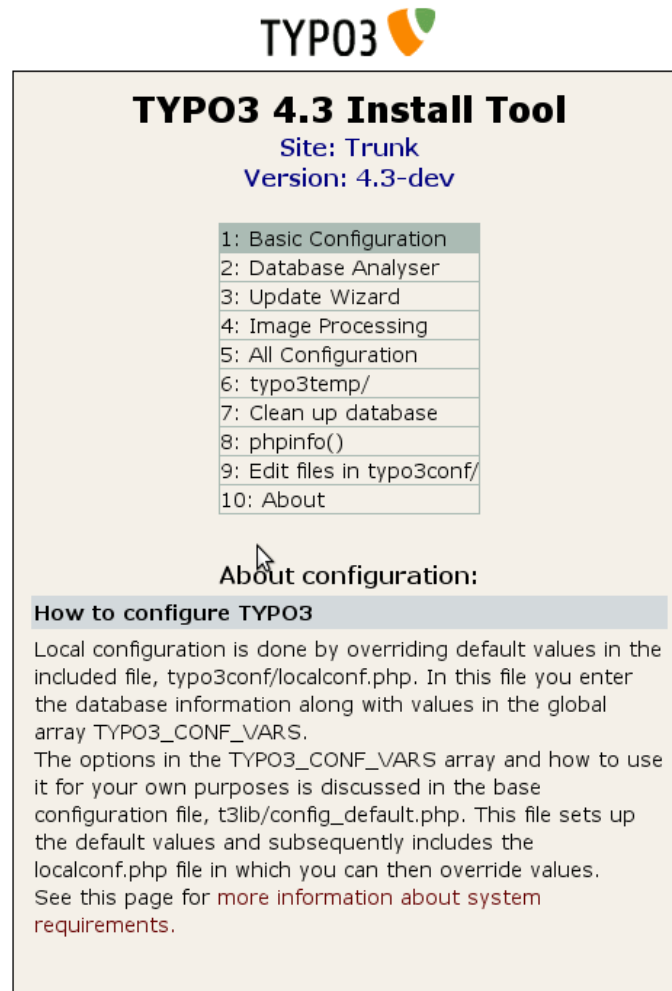 TYPO3
TYPO3 4.3 Install Tool
Site: Trunk
Version: 4.3-dev
1: Basic Configuration
2: Database Analyser
3: Update Wizard
4: Image Processing
5: All Configuration
6: typo3temp/
7: Clean up database
8: phpinfo()
9: Edit files in typo3conf/
10: About
About configuration:
How to configure TYPO3
Local configuration is done by overriding default values in the
included file, typo3conf/localconf.php. In this file you enter
the database information along with values in the global
array TYPO3_CONF_VARS.
The options in the TYPO3_CONF_VARS array and how to use
it for your own purposes is discussed in the base
configuration file, t3lib/config_default.php. This file sets up
the default values and subsequently includes the
localconf.php file in which you can then override values.
See this page for more information about system
requirements.